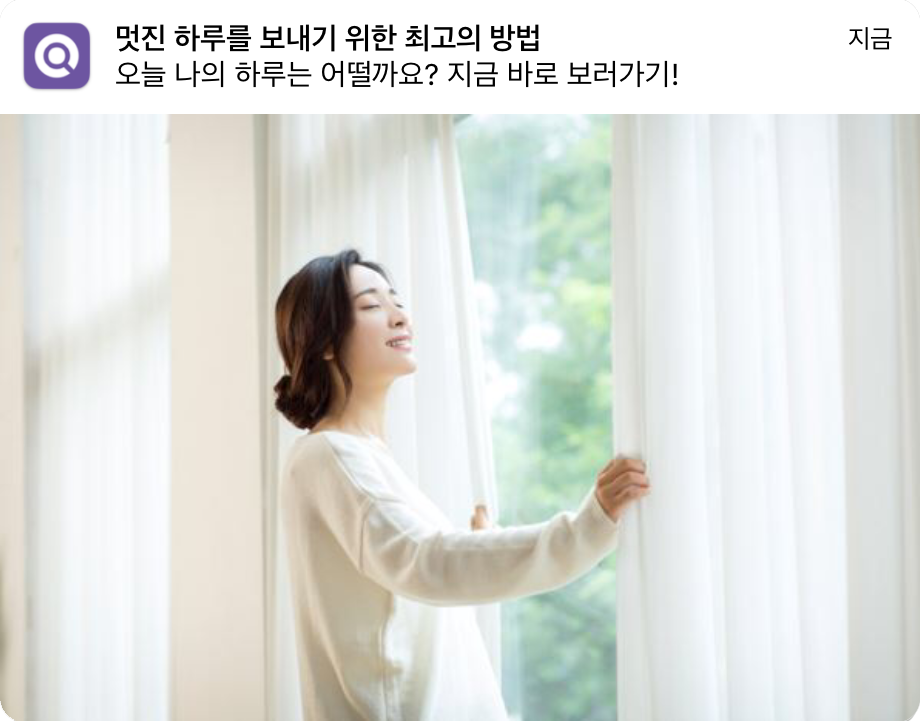 멋진 하루를 보내기 위한 최고의 방법
지금
오늘 나의 하루는 어떨까요? 지금 바로 보러가기!